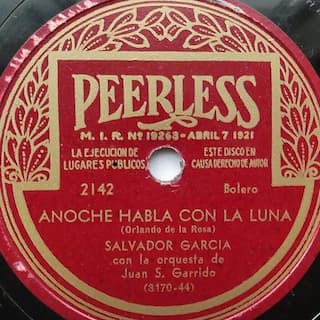 PEERLESS
M. I. R. Nº 19263 - ABRIL 7 1921
LA EJECUCION DE
LUGARES PUBLICOS
ESTE DISCO EN
CAUSA DERECHO DE AUTOR
2142
Bolero
ANOCHE HABLA CON LA LUNA
(Orlando de la Rosa)
SALVADOR GARCIA
con la orquesta de
Juan S. Garrido
(3170-44)